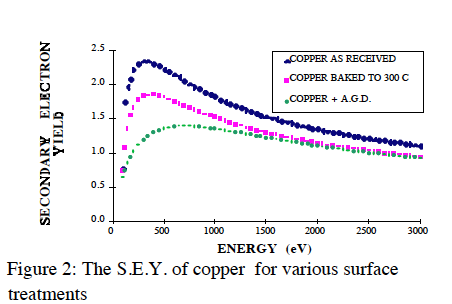 2.5
COPPER AS RECEIVED
2.0
COPPER BAKED TO 300 C
COPPER + A.G.D.
1.5
1.0
0.5
0.0
SECONDARY ELECTRON
YIELD
0 500 1000 1500 2000 2500 3000
ENERGY (eV)
Figure 2: The S.E.Y. of copper for various surface
treatments